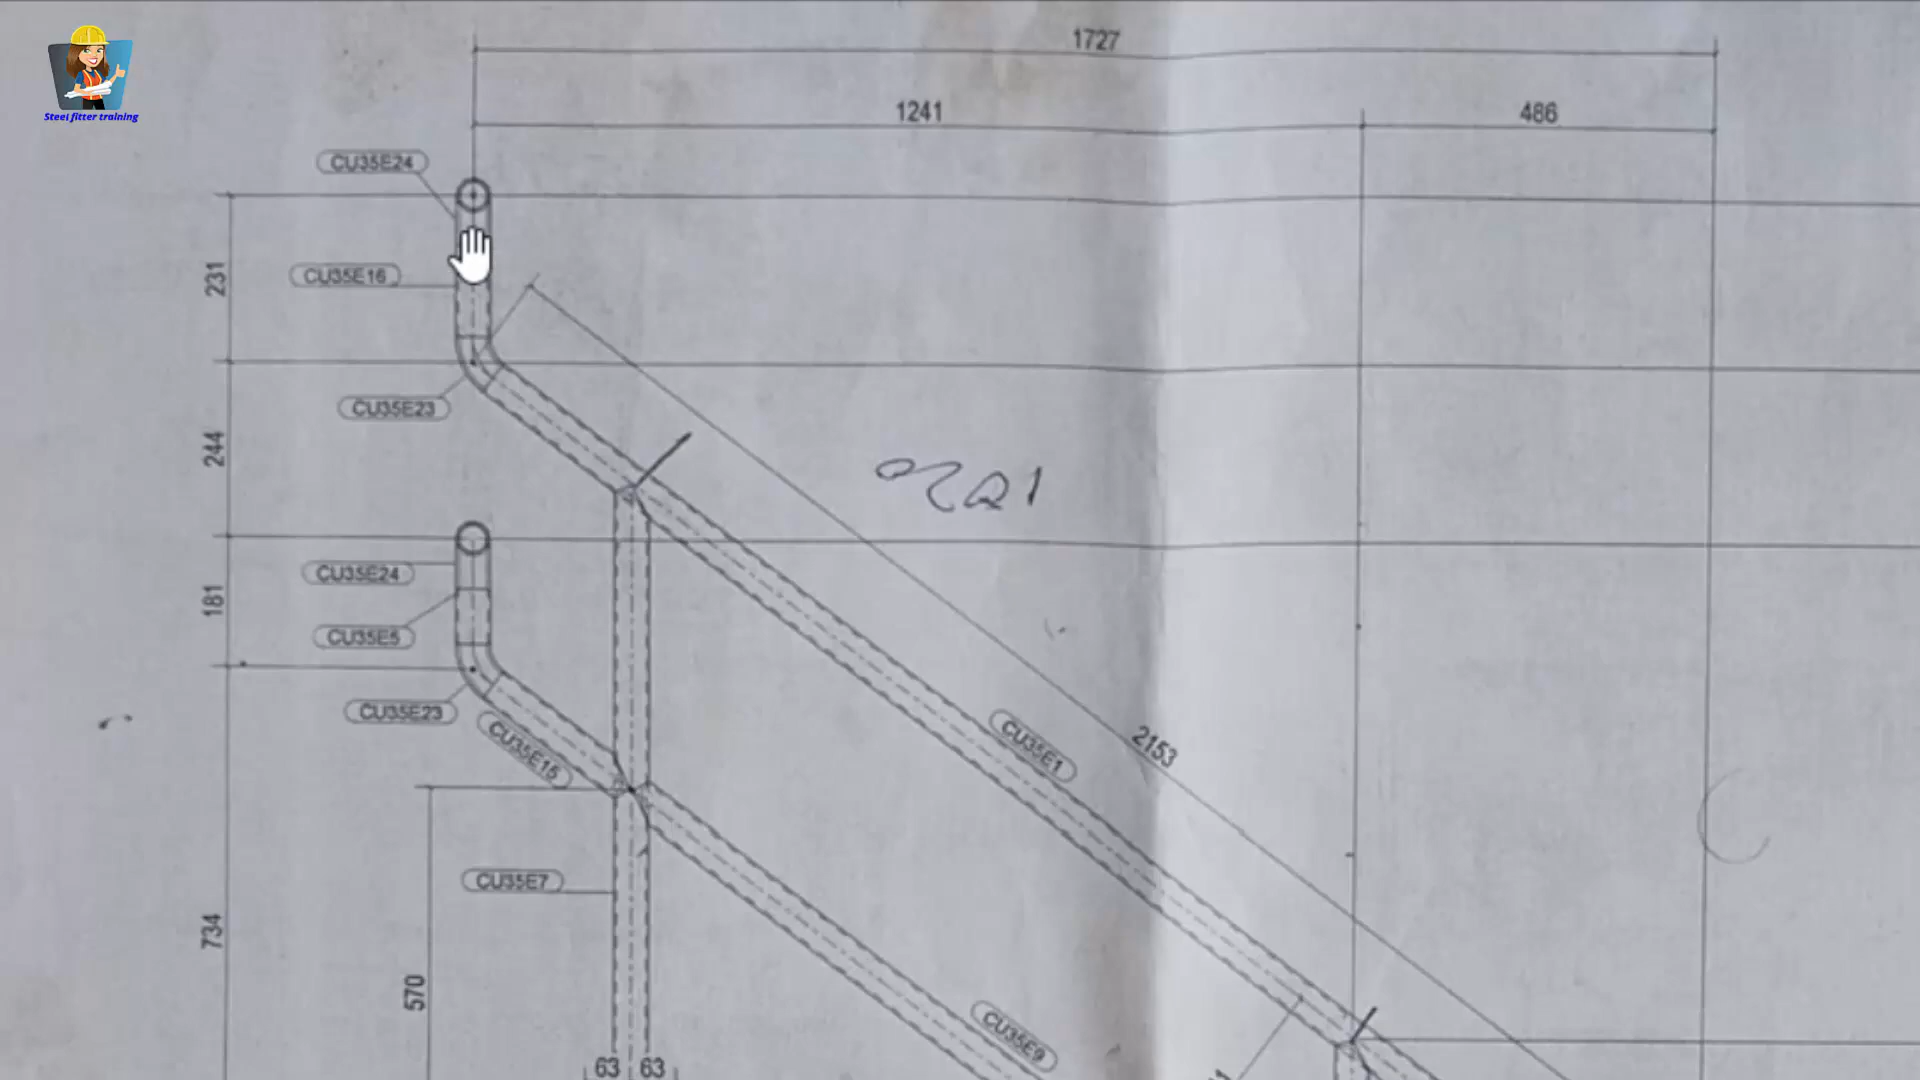 Steel fitter training
1727
1241
486
CU35E24
CU35E16
231
CU35E23
244
CU35E24
181
CU35E5
CU35E23
CU35E15
CU35E1
2153
CU35E7
734
570
CU35E9
63 63